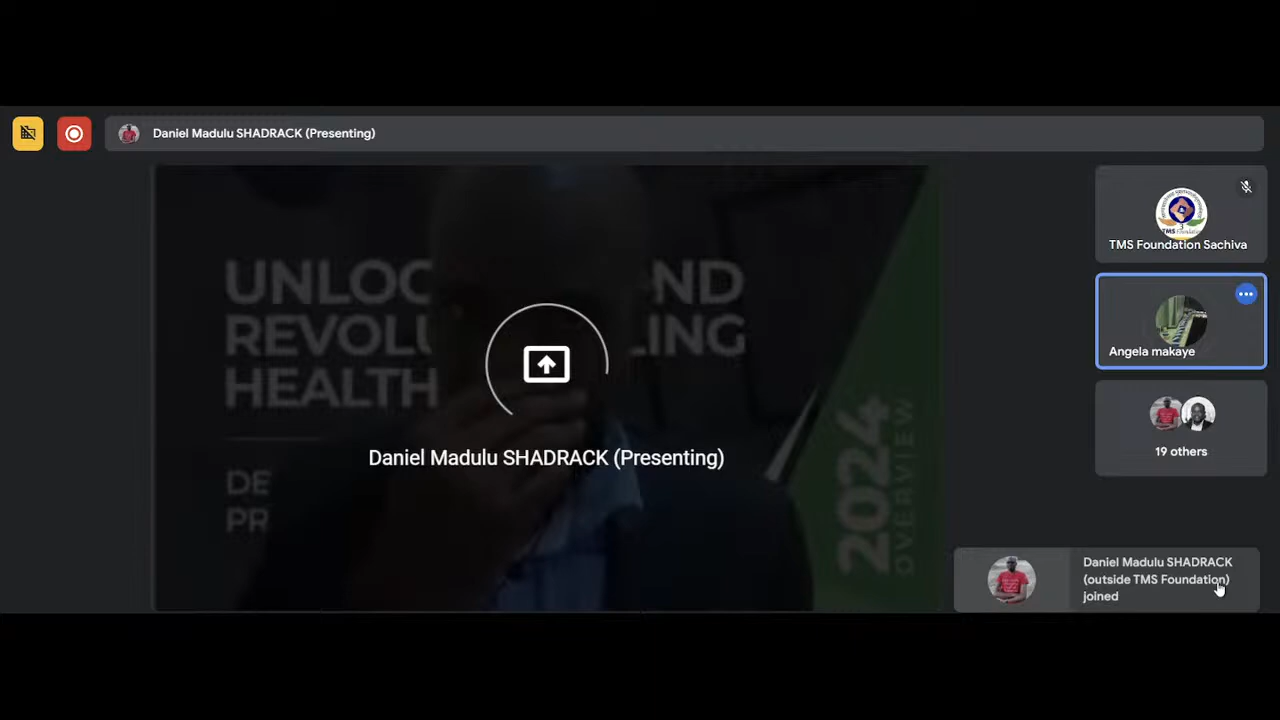 Daniel Madulu SHADRACK (Presenting)
UNLOC ND
REVOLU LING
HEALTH
DE
PR
2024
OVERVIEW
Daniel Madulu SHADRACK (Presenting)
TMS Foundation Sachiva
Angela makaye
19 others
Daniel Madulu SHADRACK
(outside TMS Foundation)
joined